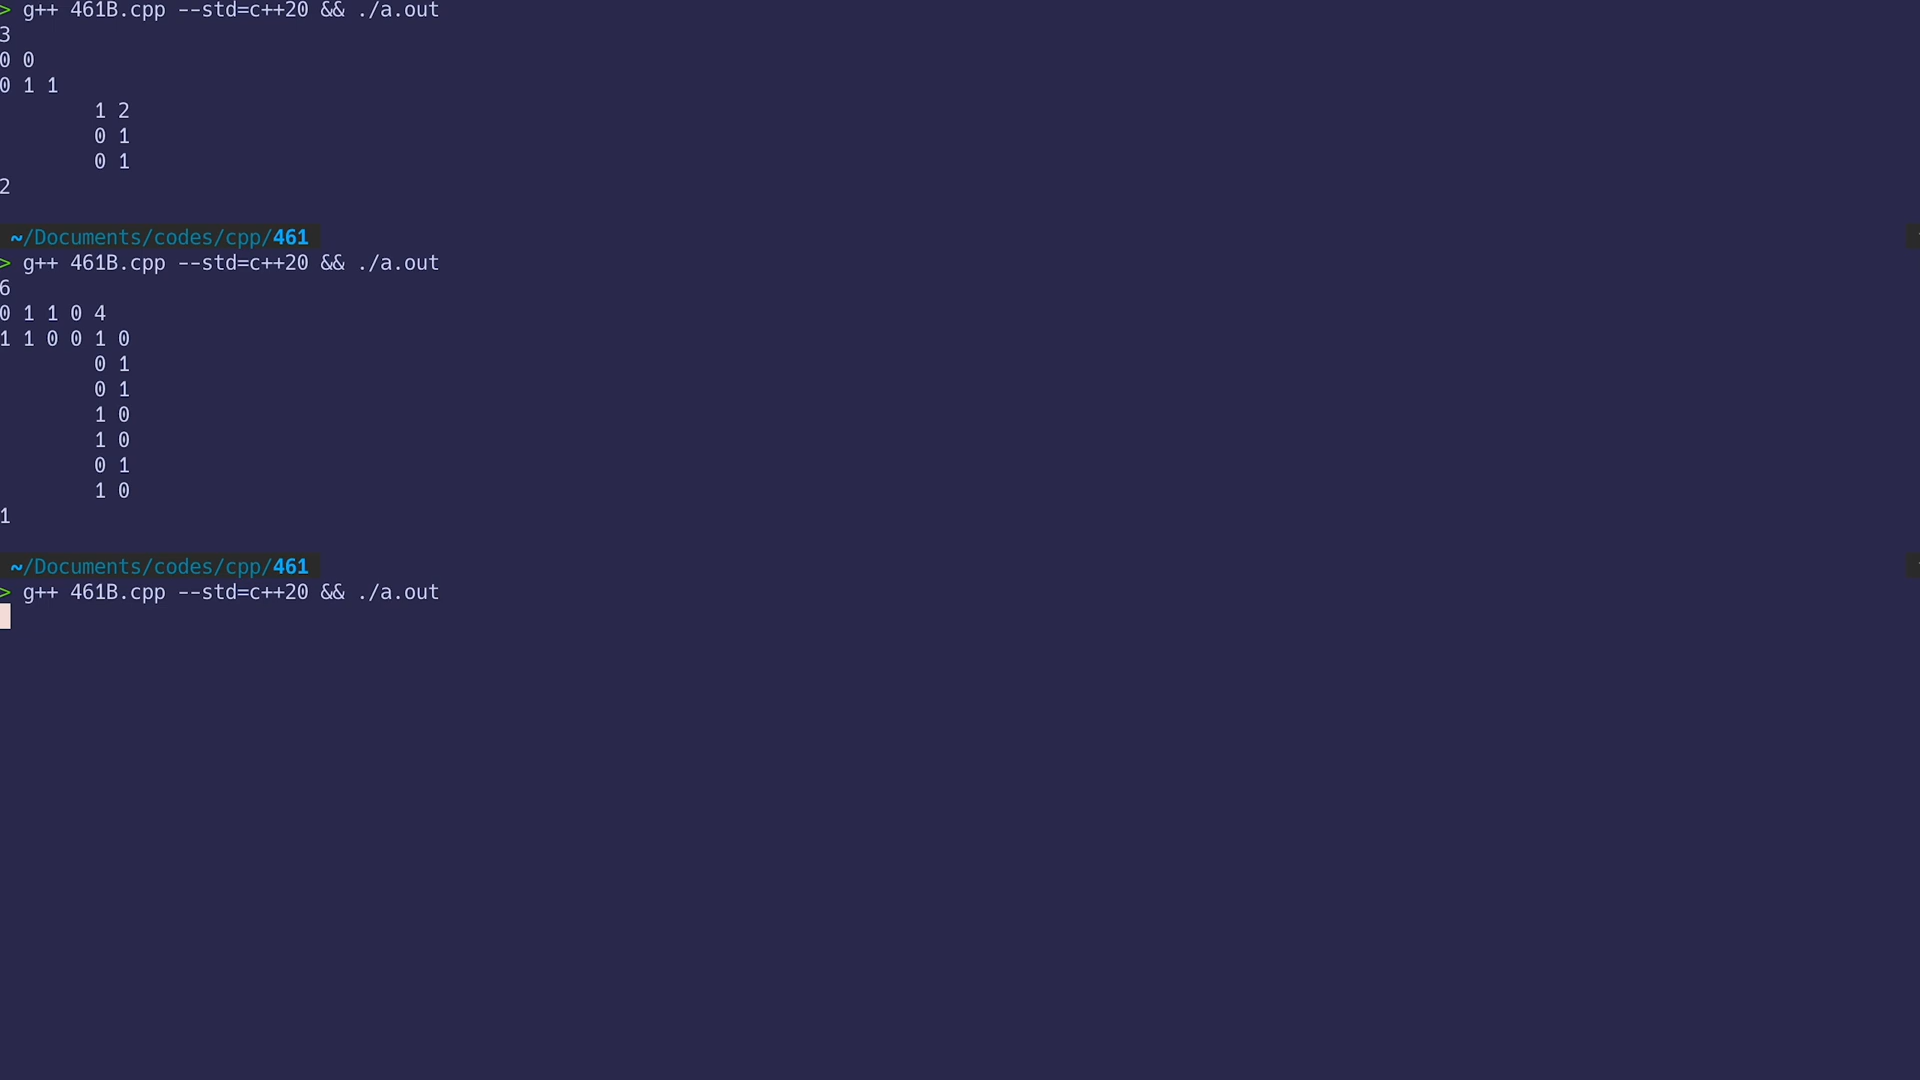 > g++ 461B.cpp --std=c++20 && ./a.out
3
0 0
0 1 1
        1 2
        0 1
        0 1
2
~/Documents/codes/cpp/461
> g++ 461B.cpp --std=c++20 && ./a.out
6
0 1 1 0 4
1 1 0 0 1 0
        0 1
        0 1
        1 0
        1 0
        0 1
        1 0
1
~/Documents/codes/cpp/461
> g++ 461B.cpp --std=c++20 && ./a.out